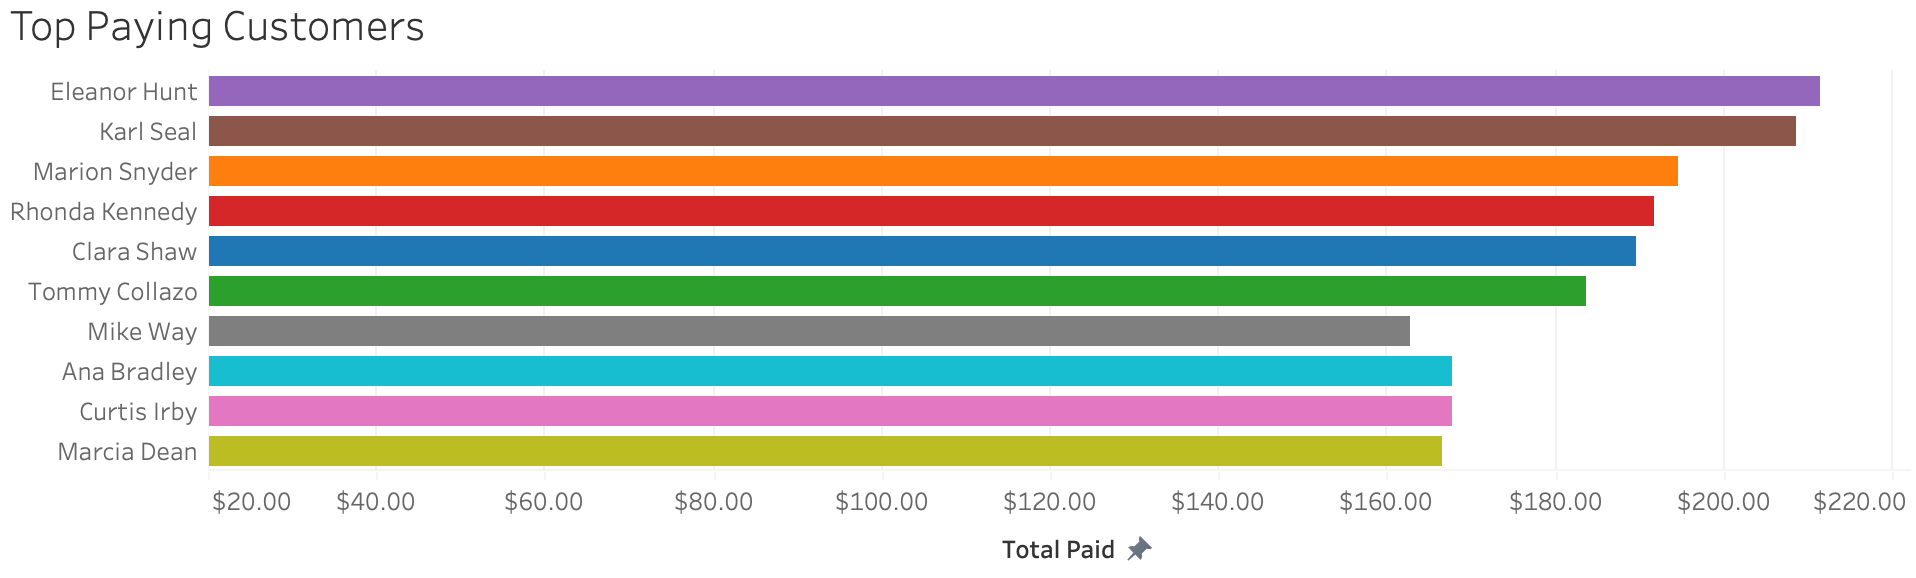 Top Paying Customers
Eleanor Hunt
Karl Seal
Marion Snyder
Rhonda Kennedy
Clara Shaw
Tommy Collazo
Mike Way
Ana Bradley
Curtis Irby
Marcia Dean
$20.00 $40.00 $60.00 $80.00 $100.00 $120.00 $140.00 $160.00 $180.00 $200.00 $220.00
Total Paid